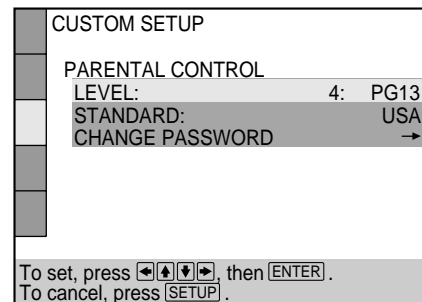 CUSTOM SETUP
PARENTAL CONTROL
LEVEL: 4: PG13
STANDARD: USA
CHANGE PASSWORD →
To set, press ←↑↓→, then ENTER.
To cancel, press SETUP.